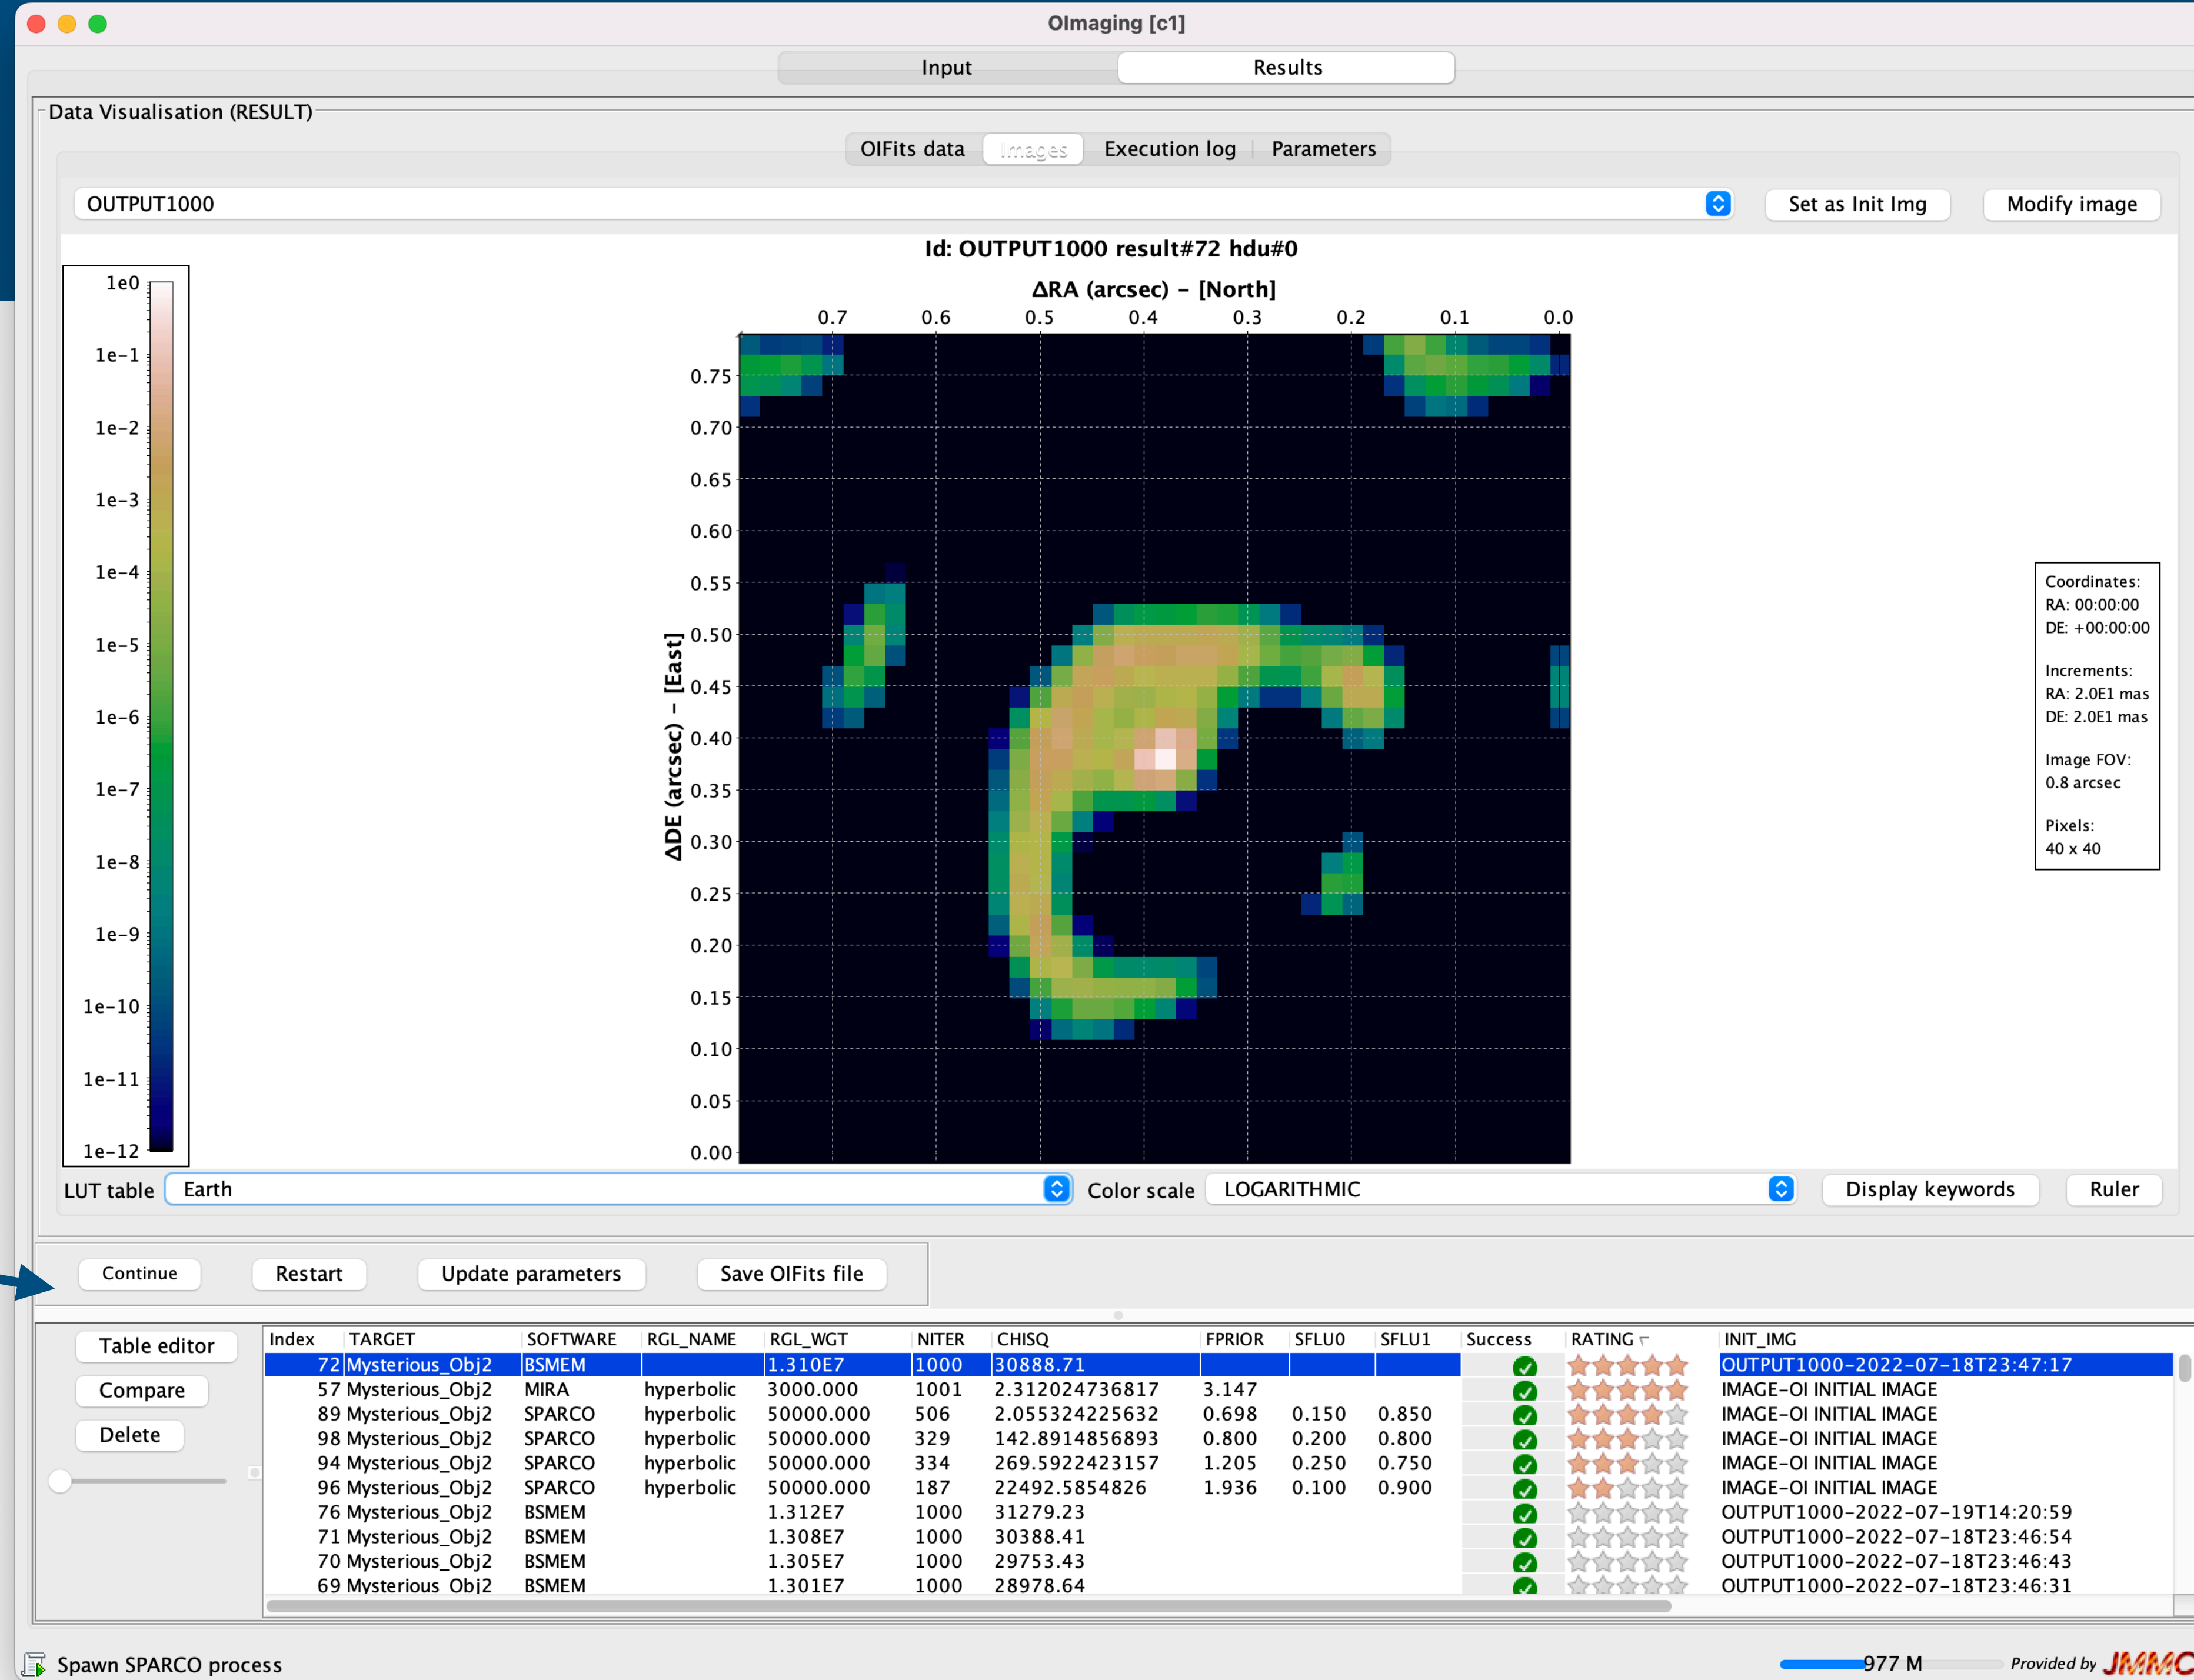 OImaging [c1]
Input Results
Data Visualisation (RESULT)
OIFits data Images Execution log Parameters
OUTPUT1000 Set as Init Img Modify image
Id: OUTPUT1000 result#72 hdu#0
ΔRA (arcsec) – [North]
0.7 0.6 0.5 0.4 0.3 0.2 0.1 0.0
1e0
1e-1
1e-2
1e-3
1e-4
1e-5
1e-6
1e-7
1e-8
1e-9
1e-10
1e-11
1e-12
ΔDE (arcsec) – [East]
0.75
0.70
0.65
0.60
0.55
0.50
0.45
0.40
0.35
0.30
0.25
0.20
0.15
0.10
0.05
0.00
Coordinates:
RA: 00:00:00
DE: +00:00:00
Increments:
RA: 2.0E1 mas
DE: 2.0E1 mas
Image FOV:
0.8 arcsec
Pixels:
40 x 40
LUT table Earth Color scale LOGARITHMIC Display keywords Ruler
Continue Restart Update parameters Save OIFits file
Table editor
Compare
Delete
Index TARGET SOFTWARE RGL_NAME RGL_WGT NITER CHISQ FPRIOR SFLU0 SFLU1 Success RATING INIT_IMG
72 Mysterious_Obj2 BSMEM 1.310E7 1000 30888.71 OUTPUT1000-2022-07-18T23:47:17
57 Mysterious_Obj2 MIRA hyperbolic 3000.000 1001 2.312024736817 3.147 IMAGE-OI INITIAL IMAGE
89 Mysterious_Obj2 SPARCO hyperbolic 50000.000 506 2.055324225632 0.698 0.150 0.850 IMAGE-OI INITIAL IMAGE
98 Mysterious_Obj2 SPARCO hyperbolic 50000.000 329 142.8914856893 0.800 0.200 0.800 IMAGE-OI INITIAL IMAGE
94 Mysterious_Obj2 SPARCO hyperbolic 50000.000 334 269.5922423157 1.205 0.250 0.750 IMAGE-OI INITIAL IMAGE
96 Mysterious_Obj2 SPARCO hyperbolic 50000.000 187 22492.5854826 1.936 0.100 0.900 IMAGE-OI INITIAL IMAGE
76 Mysterious_Obj2 BSMEM 1.312E7 1000 31279.23 OUTPUT1000-2022-07-19T14:20:59
71 Mysterious_Obj2 BSMEM 1.308E7 1000 30388.41 OUTPUT1000-2022-07-18T23:46:54
70 Mysterious_Obj2 BSMEM 1.305E7 1000 29753.43 OUTPUT1000-2022-07-18T23:46:43
69 Mysterious_Obj2 BSMEM 1.301E7 1000 28978.64 OUTPUT1000-2022-07-18T23:46:31
Spawn SPARCO process 977 M Provided by JMMC